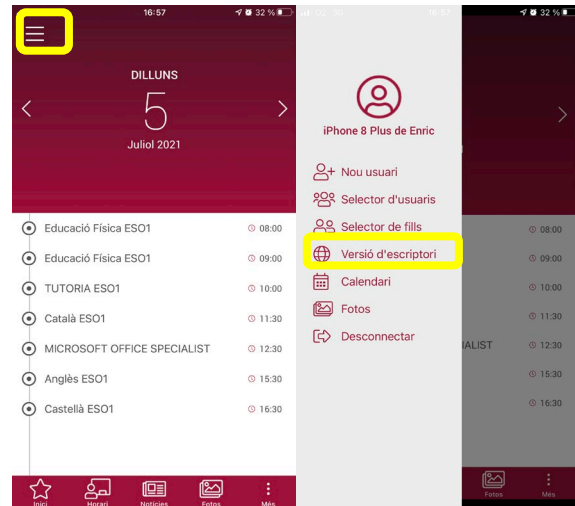 16:57
32 %
DILLUNS
5
Juliol 2021
Educació Física ESO1 08:00
Educació Física ESO1 09:00
TUTORIA ESO1 10:00
Català ESO1 11:30
MICROSOFT OFFICE SPECIALIST 12:30
Anglès ESO1 15:30
Castellà ESO1 16:30
Inici Horari Notícies Fotos Més
16:57
32 %
iPhone 8 Plus de Enric
Nou usuari
Selector d'usuaris
Selector de fills
Versió d'escriptori
Calendari
Fotos
Desconnectar
08:00
09:00
10:00
11:30
IALIST 12:30
15:30
16:30
Fotos Més